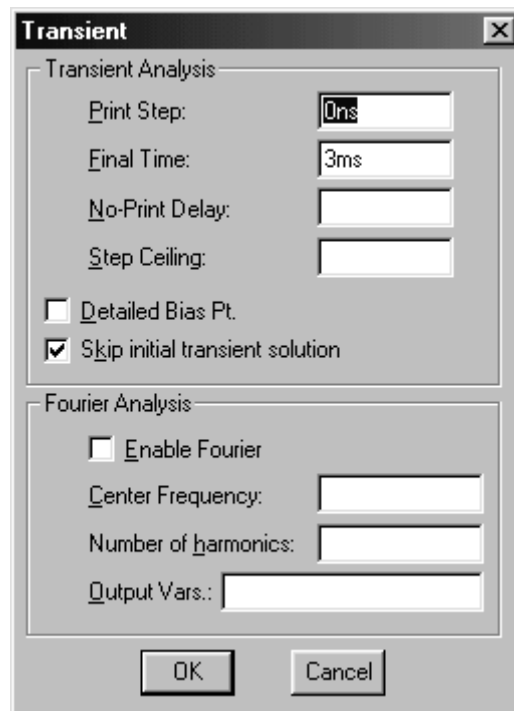 Transient
Transient Analysis
Print Step: 0ns
Final Time: 3ms
No-Print Delay:
Step Ceiling:
Detailed Bias Pt.
Skip initial transient solution
Fourier Analysis
Enable Fourier
Center Frequency:
Number of harmonics:
Output Vars.:
OK Cancel